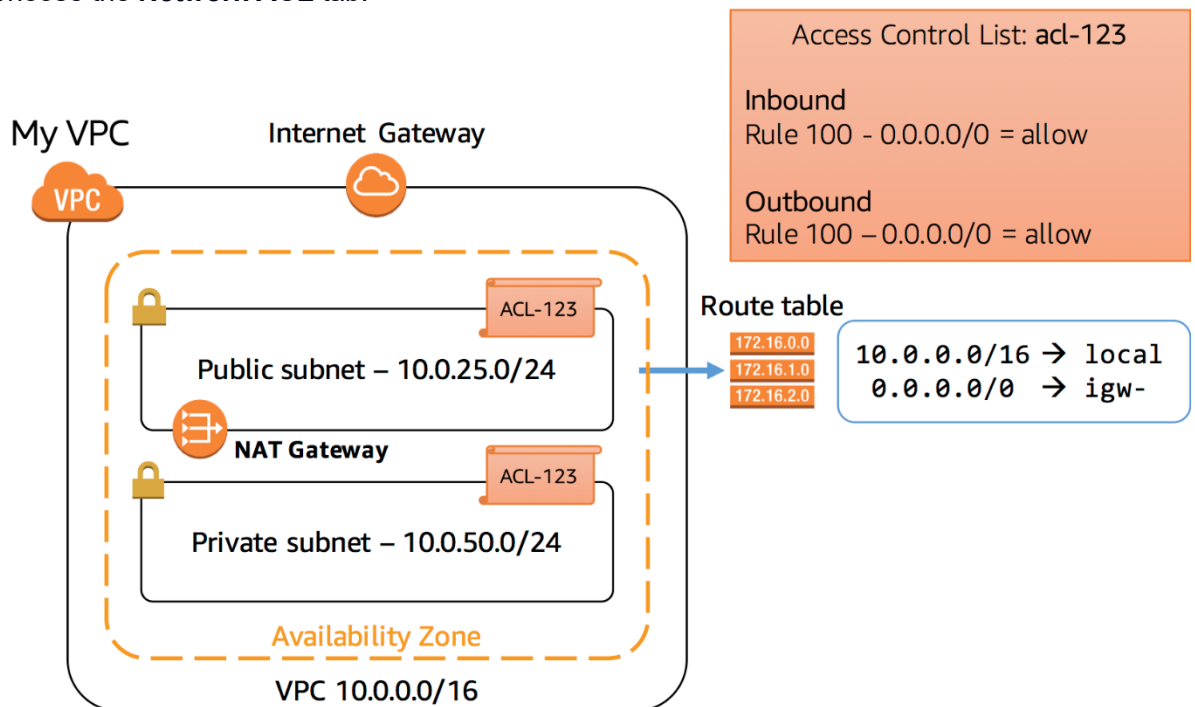 Access Control List: acl-123
Inbound
Rule 100 - 0.0.0.0/0 = allow
Outbound
Rule 100 – 0.0.0.0/0 = allow
My VPC
Internet Gateway
VPC
ACL-123
Public subnet – 10.0.25.0/24
NAT Gateway
ACL-123
Private subnet – 10.0.50.0/24
Availability Zone
VPC 10.0.0.0/16
Route table
172.16.0.0
172.16.1.0
172.16.2.0
10.0.0.0/16 → local
0.0.0.0/0 → igw-